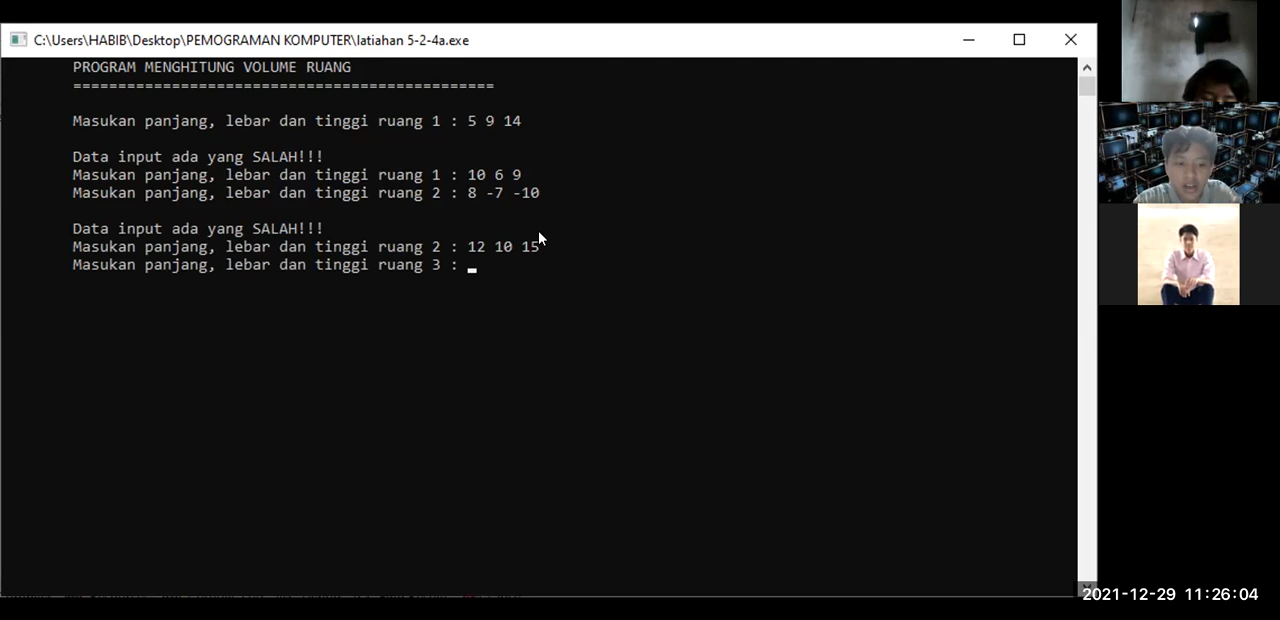 C:\Users\HABIB\Desktop\PEMOGRAMAN KOMPUTER\latiahan 5-2-4a.exe
PROGRAM MENGHITUNG VOLUME RUANG
===============================================
Masukan panjang, lebar dan tinggi ruang 1 : 5 9 14
Data input ada yang SALAH!!!
Masukan panjang, lebar dan tinggi ruang 1 : 10 6 9
Masukan panjang, lebar dan tinggi ruang 2 : 8 -7 -10
Data input ada yang SALAH!!!
Masukan panjang, lebar dan tinggi ruang 2 : 12 10 15
Masukan panjang, lebar dan tinggi ruang 3 :
2021-12-29 11:26:04